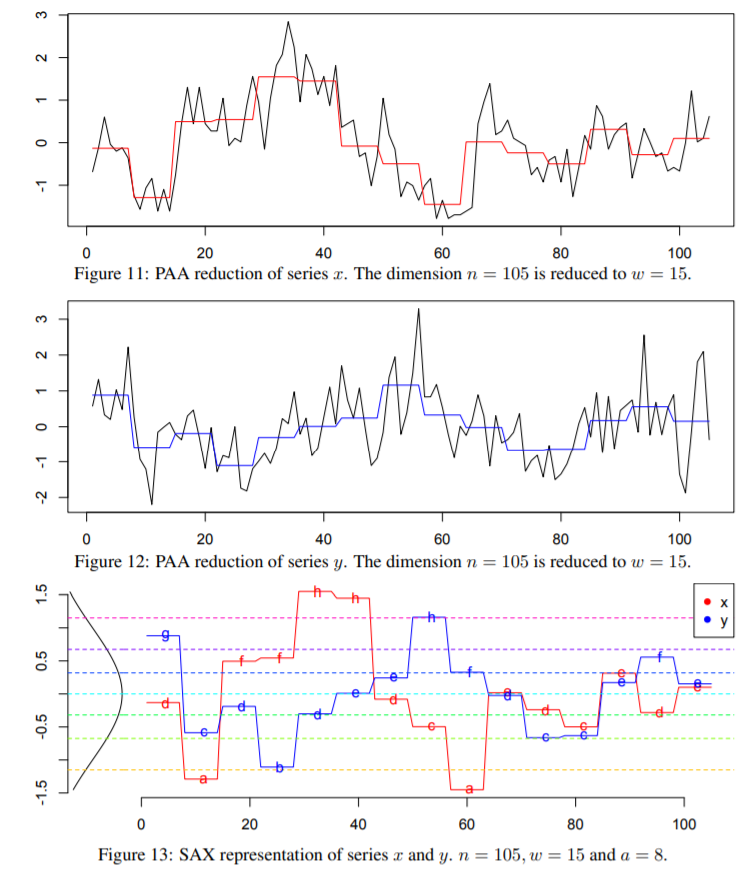 3
2
1
0
-1
0 20 40 60 80 100
Figure 11: PAA reduction of series x. The dimension n = 105 is reduced to w = 15.
3
2
1
0
-1
-2
0 20 40 60 80 100
Figure 12: PAA reduction of series y. The dimension n = 105 is reduced to w = 15.
1.5
0.5
-0.5
-1.5
x
y
d a f f h h d c a e d c e d e
g c d b d e e h f d c c e f e
0 20 40 60 80 100
Figure 13: SAX representation of series x and y. n = 105, w = 15 and a = 8.